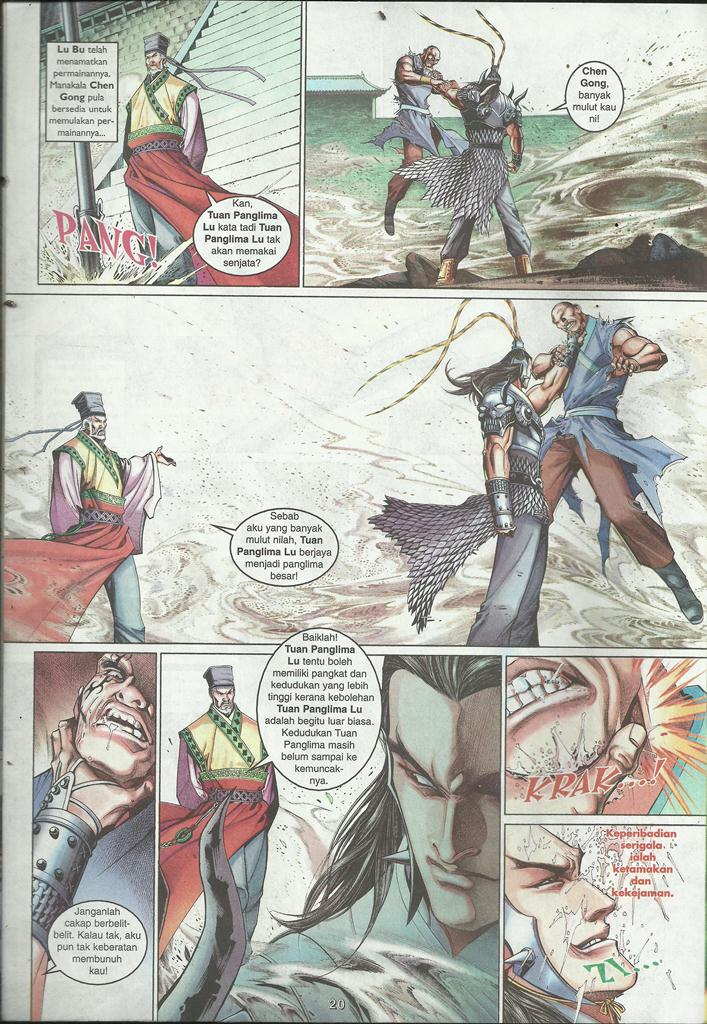 Lu Bu telah
menamatkan
permainannya.
Manakala Chen
Gong pula
bersedia untuk
memulakan per-
mainannya...
PANG!
Kan,
Tuan Panglima
Lu kata tadi Tuan
Panglima Lu tak
akan memakai
senjata?
Chen
Gong,
banyak
mulut kau
ni!
Sebab
aku yang banyak
mulut nilah, Tuan
Panglima Lu berjaya
menjadi panglima
besar!
Janganlah
cakap berbelit-
belit. Kalau tak, aku
pun tak keberatan
membunuh
kau!
Baiklah!
Tuan Panglima
Lu tentu boleh
memiliki pangkat dan
kedudukan yang lebih
tinggi kerana kebolehan
Tuan Panglima Lu
adalah begitu luar biasa.
Kedudukan Tuan
Panglima masih
belum sampai ke
kemuncak-
nya.
KRAK...!
Keperibadian
serigala
ialah
ketamakan
dan
kekejaman.
ZY...
20